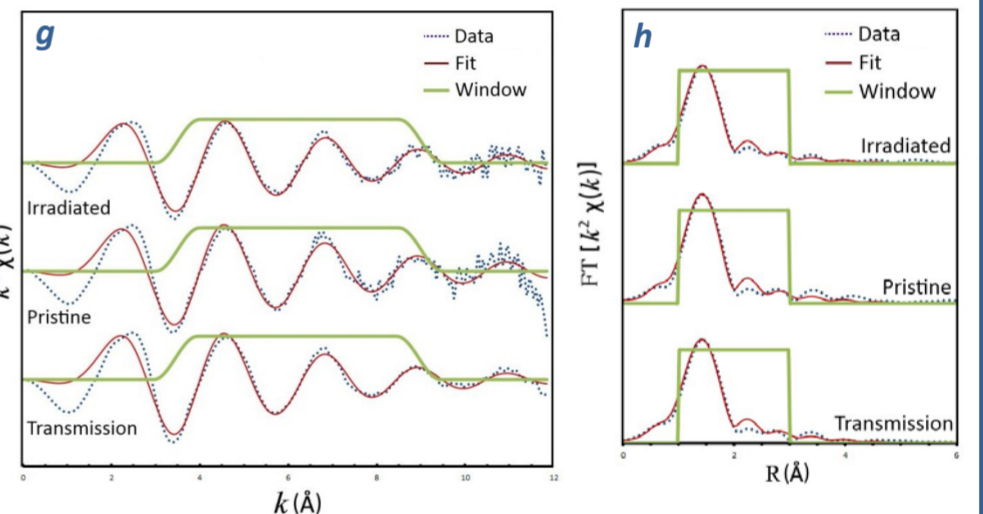 g
Data
Fit
Window
Irradiated
Pristine
Transmission
0 2 4 6 8 10 12
k (Å)
h
Data
Fit
Window
Irradiated
Pristine
Transmission
FT [k² χ(k)]
0 2 4 6
R (Å)